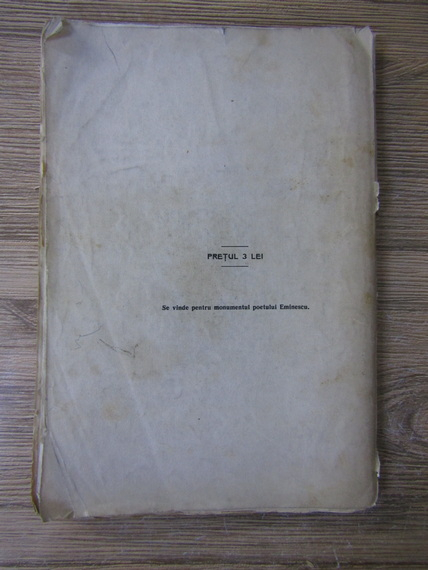 PREȚUL 3 LEI
Se vinde pentru monumentul poetului Eminescu.